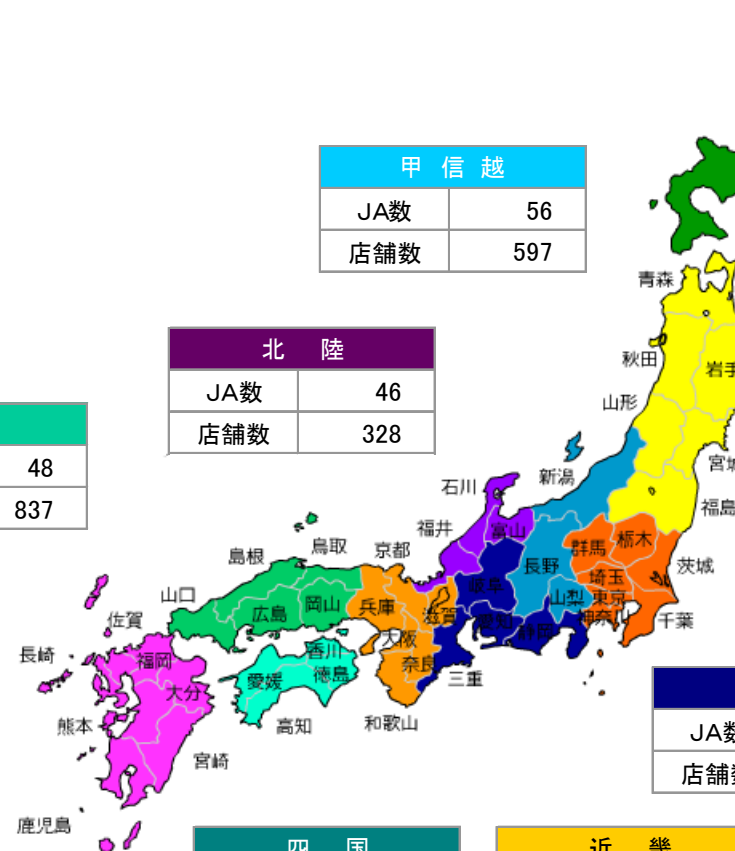 甲 信 越
JA数 56
店舗数 597
青森
北 陸
JA数 46
店舗数 328
秋田
岩手
山形
48
837
宮城
新潟
石川
福島
福井
富山
群馬
栃木
島根
鳥取
京都
長野
茨城
岐阜
埼玉
山口
広島
岡山
兵庫
滋賀
山梨
東京
佐賀
愛知
静岡
神奈川
千葉
大阪
長崎
福岡
香川
奈良
愛媛
徳島
三重
大分
熊本
高知
和歌山
JA数
宮崎
店舗
鹿児島
四 国
近 畿